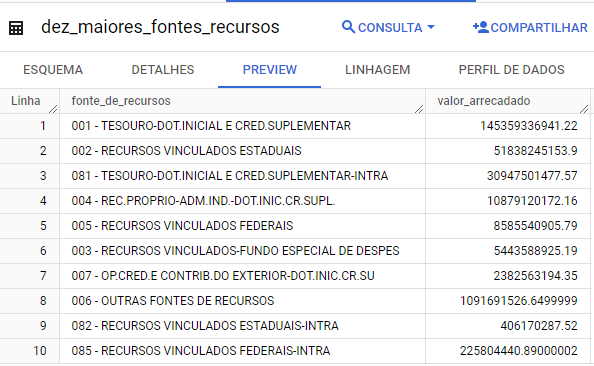 dez_maiores_fontes_recursos CONSULTA COMPARTILHAR
ESQUEMA DETALHES PREVIEW LINHAGEM PERFIL DE DADOS
Linha fonte_de_recursos valor_arrecadado
1 001 - TESOURO-DOT.INICIAL E CRED.SUPLEMENTAR 145359336941.22
2 002 - RECURSOS VINCULADOS ESTADUAIS 51838245153.9
3 081 - TESOURO-DOT.INICIAL E CRED.SUPLEMENTAR-INTRA 30947501477.57
4 004 - REC.PROPRIO-ADM.IND.-DOT.INIC.CR.SUPL. 10879120172.16
5 005 - RECURSOS VINCULADOS FEDERAIS 8585540905.79
6 003 - RECURSOS VINCULADOS-FUNDO ESPECIAL DE DESPES 5443588925.19
7 007 - OP.CRED.E CONTRIB.DO EXTERIOR-DOT.INIC.CR.SU 2382563194.35
8 006 - OUTRAS FONTES DE RECURSOS 1091691526.6499999
9 082 - RECURSOS VINCULADOS ESTADUAIS-INTRA 406170287.52
10 085 - RECURSOS VINCULADOS FEDERAIS-INTRA 225804440.89000002